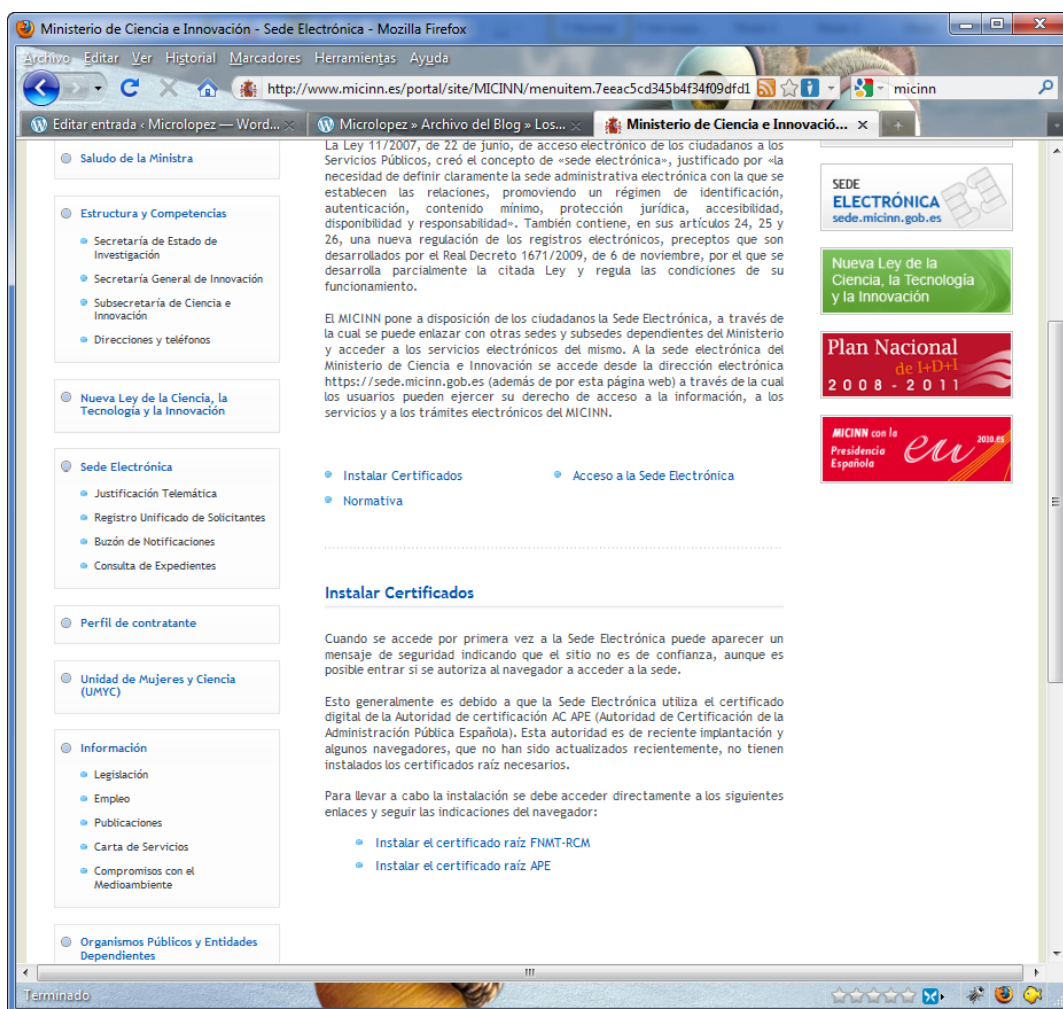 Ministerio de Ciencia e Innovación - Sede Electrónica - Mozilla Firefox
Archivo Editar Ver Historial Marcadores Herramientas Ayuda
http://www.micinn.es/portal/site/MICINN/menuitem.7eeac5cd345b4f34f09dfd1
micinn
Editar entrada ‹ Microlopez — Word...
Microlopez » Archivo del Blog » Los...
Ministerio de Ciencia e Innovació...
Saludo de la Ministra
Estructura y Competencias
Secretaría de Estado de
Investigación
Secretaría General de Innovación
Subsecretaría de Ciencia e
Innovación
Direcciones y teléfonos
Nueva Ley de la Ciencia, la
Tecnología y la Innovación
Sede Electrónica
Justificación Telemática
Registro Unificado de Solicitantes
Buzón de Notificaciones
Consulta de Expedientes
Perfil de contratante
Unidad de Mujeres y Ciencia
(UMYC)
Información
Legislación
Empleo
Publicaciones
Carta de Servicios
Compromisos con el
Medioambiente
Organismos Públicos y Entidades
Dependientes
La Ley 11/2007, de 22 de junio, de acceso electrónico de los ciudadanos a los
Servicios Públicos, creó el concepto de «sede electrónica», justificado por «la
necesidad de definir claramente la sede administrativa electrónica con la que se
establecen las relaciones, promoviendo un régimen de identificación,
autenticación, contenido mínimo, protección jurídica, accesibilidad,
disponibilidad y responsabilidad». También contiene, en sus artículos 24, 25 y
26, una nueva regulación de los registros electrónicos, preceptos que son
desarrollados por el Real Decreto 1671/2009, de 6 de noviembre, por el que se
desarrolla parcialmente la citada Ley y regula las condiciones de su
funcionamiento.
El MICINN pone a disposición de los ciudadanos la Sede Electrónica, a través de
la cual se puede enlazar con otras sedes y subsedes dependientes del Ministerio
y acceder a los servicios electrónicos del mismo. A la sede electrónica del
Ministerio de Ciencia e Innovación se accede desde la dirección electrónica
https://sede.micinn.gob.es (además de por esta página web) a través de la cual
los usuarios pueden ejercer su derecho de acceso a la información, a los
servicios y a los trámites electrónicos del MICINN.
Instalar Certificados
Acceso a la Sede Electrónica
Normativa
Instalar Certificados
Cuando se accede por primera vez a la Sede Electrónica puede aparecer un
mensaje de seguridad indicando que el sitio no es de confianza, aunque es
posible entrar si se autoriza al navegador a acceder a la sede.
Esto generalmente es debido a que la Sede Electrónica utiliza el certificado
digital de la Autoridad de certificación AC APE (Autoridad de Certificación de la
Administración Pública Española). Esta autoridad es de reciente implantación y
algunos navegadores, que no han sido actualizados recientemente, no tienen
instalados los certificados raíz necesarios.
Para llevar a cabo la instalación se debe acceder directamente a los siguientes
enlaces y seguir las indicaciones del navegador:
Instalar el certificado raíz FNMT-RCM
Instalar el certificado raíz APE
SEDE
ELECTRÓNICA
sede.micinn.gob.es
Nueva Ley de la
Ciencia, la Tecnología
y la Innovación
Plan Nacional
de I+D+I
2008-2011
MICINN con la
Presidencia
Española
eu 2010.es
Terminado